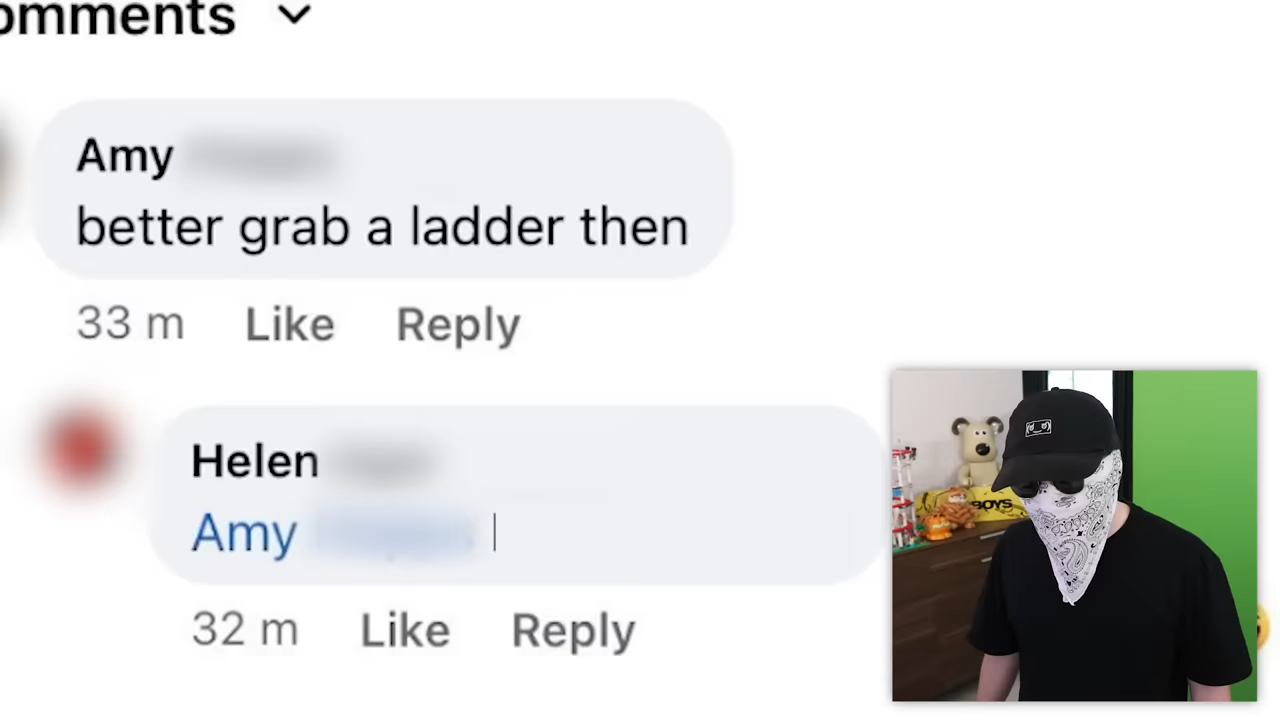 omments
Amy
better grab a ladder then
33 m Like Reply
Helen
Amy
32 m Like Reply
BOYS